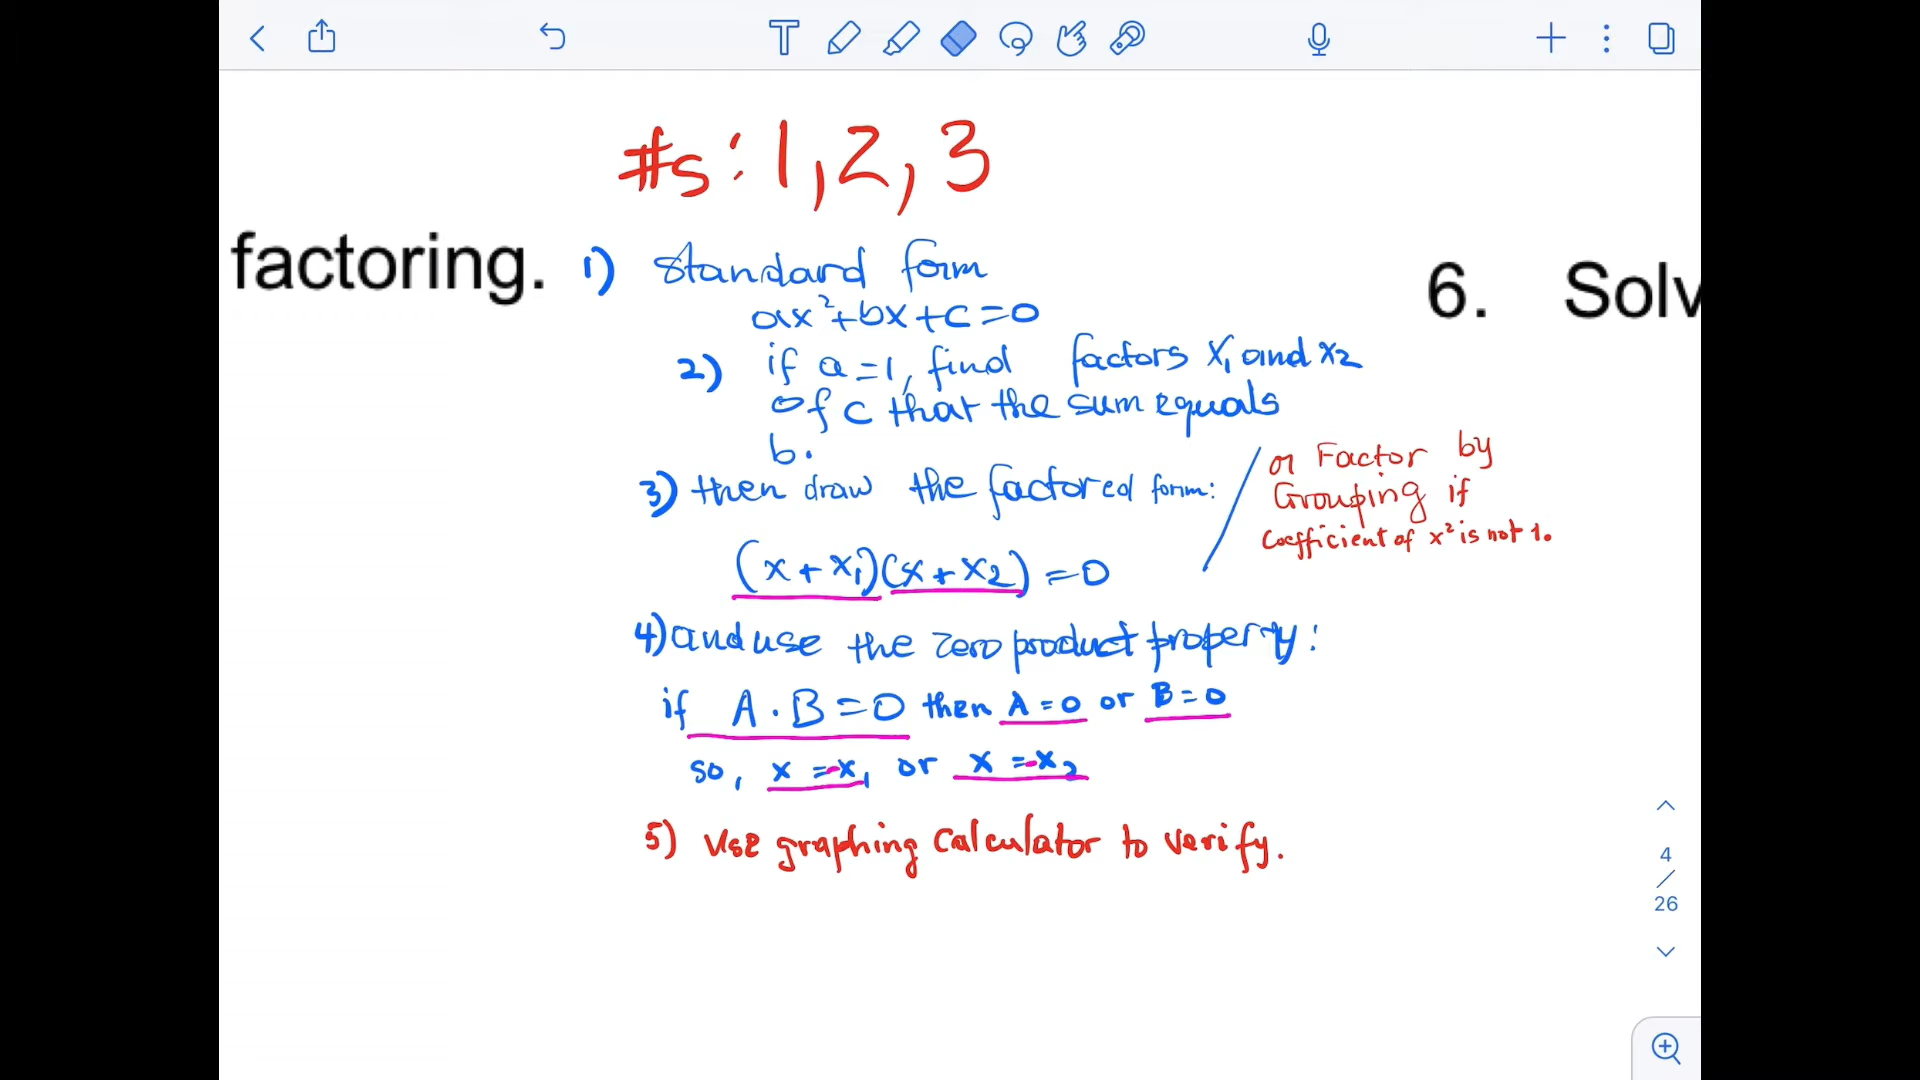 #s: 1, 2, 3
factoring.
1) Standard form
ax²+bx+c=0
6. Solv
2) if a=1, find factors x₁ and x₂
of c that the sum equals
b.
3) then draw the factored form:
or Factor by
Grouping if
coefficient of x² is not 1.
(x+x₁)(x+x₂)=0
4) and use the zero product property:
if A·B=0 then A=0 or B=0
so, x=-x₁ or x=-x₂
5) Use graphing calculator to verify.
4
/
26